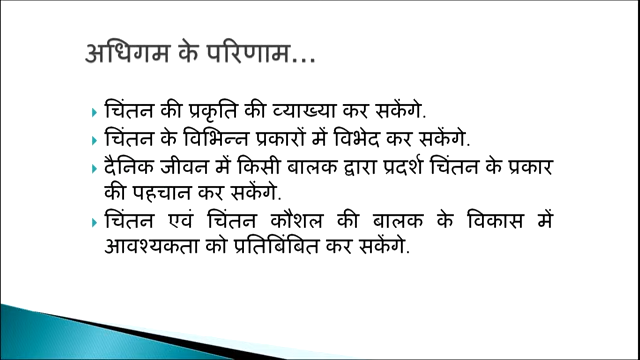 अधिगम के परिणाम...
चिंतन की प्रकृति की व्याख्या कर सकेंगे.
चिंतन के विभिन्न प्रकारों में विभेद कर सकेंगे.
दैनिक जीवन में किसी बालक द्वारा प्रदर्श चिंतन के प्रकार
की पहचान कर सकेंगे.
चिंतन एवं चिंतन कौशल की बालक के विकास में
आवश्यकता को प्रतिबिंबित कर सकेंगे.